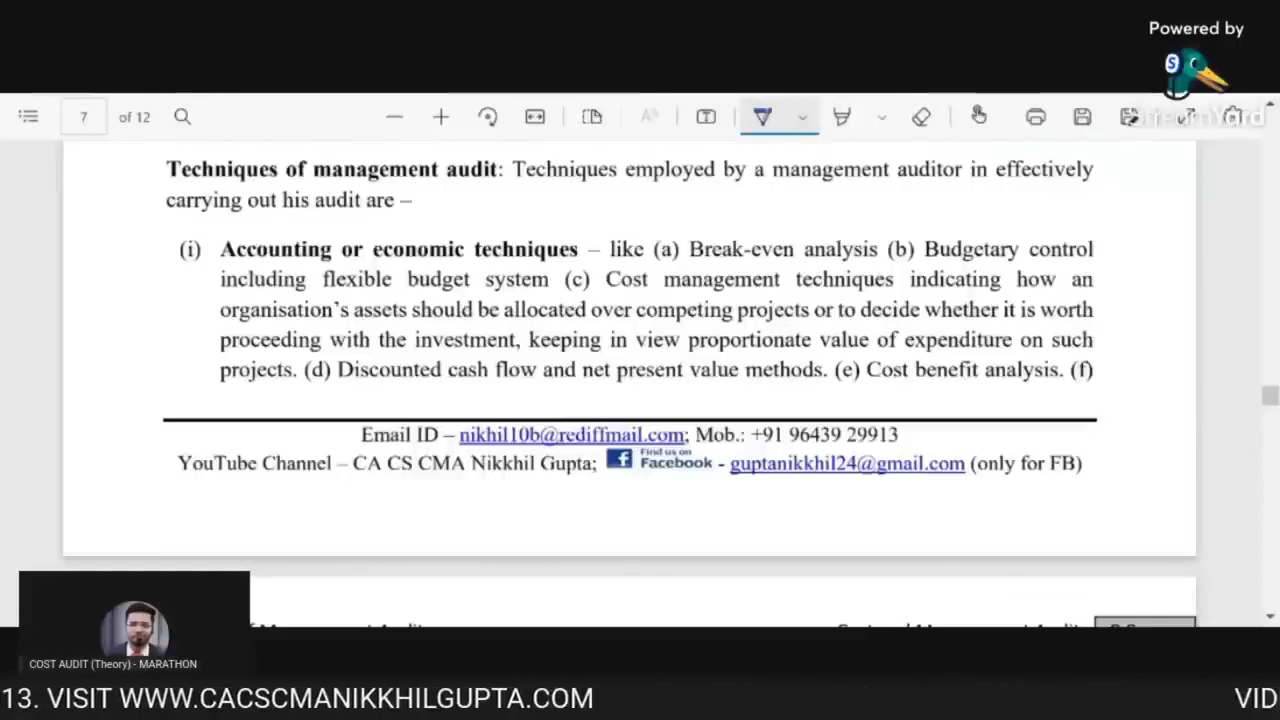 Powered by
7 of 12
Techniques of management audit: Techniques employed by a management auditor in effectively
carrying out his audit are –
(i) Accounting or economic techniques – like (a) Break-even analysis (b) Budgetary control
including flexible budget system (c) Cost management techniques indicating how an
organisation's assets should be allocated over competing projects or to decide whether it is worth
proceeding with the investment, keeping in view proportionate value of expenditure on such
projects. (d) Discounted cash flow and net present value methods. (e) Cost benefit analysis. (f)
Email ID – nikhil10b@rediffmail.com; Mob.: +91 96439 29913
YouTube Channel – CA CS CMA Nikkhil Gupta; Find us on Facebook - guptanikkhil24@gmail.com (only for FB)
COST AUDIT (Theory) - MARATHON
13. VISIT WWW.CACSCMANIKKHILGUPTA.COM VID